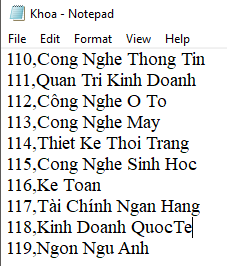 Khoa - Notepad
File Edit Format View Help
110,Cong Nghe Thong Tin
111,Quan Tri Kinh Doanh
112,Công Nghe O To
113,Cong Nghe May
114,Thiet Ke Thoi Trang
115,Cong Nghe Sinh Hoc
116,Ke Toan
117,Tài Chính Ngan Hang
118,Kinh Doanh QuocTe
119,Ngon Ngu Anh